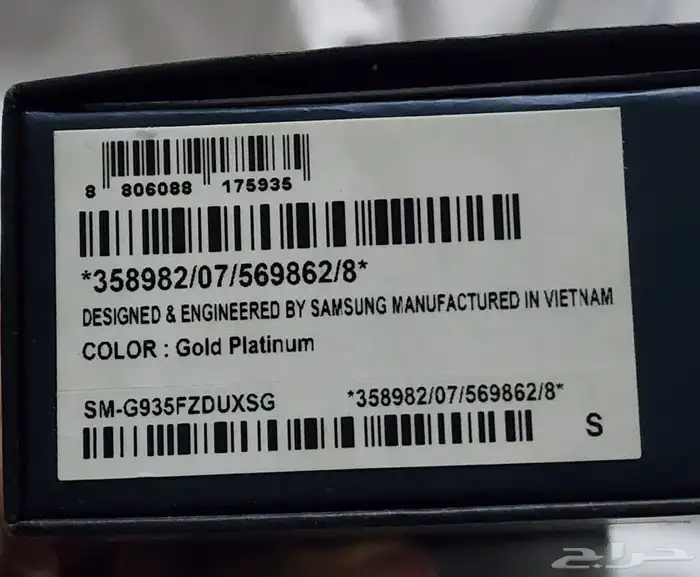 8 806088 175935
*358982/07/569862/8*
DESIGNED & ENGINEERED BY SAMSUNG MANUFACTURED IN VIETNAM
COLOR : Gold Platinum
SM-G935FZDUXSG *358982/07/569862/8*
S
حراج